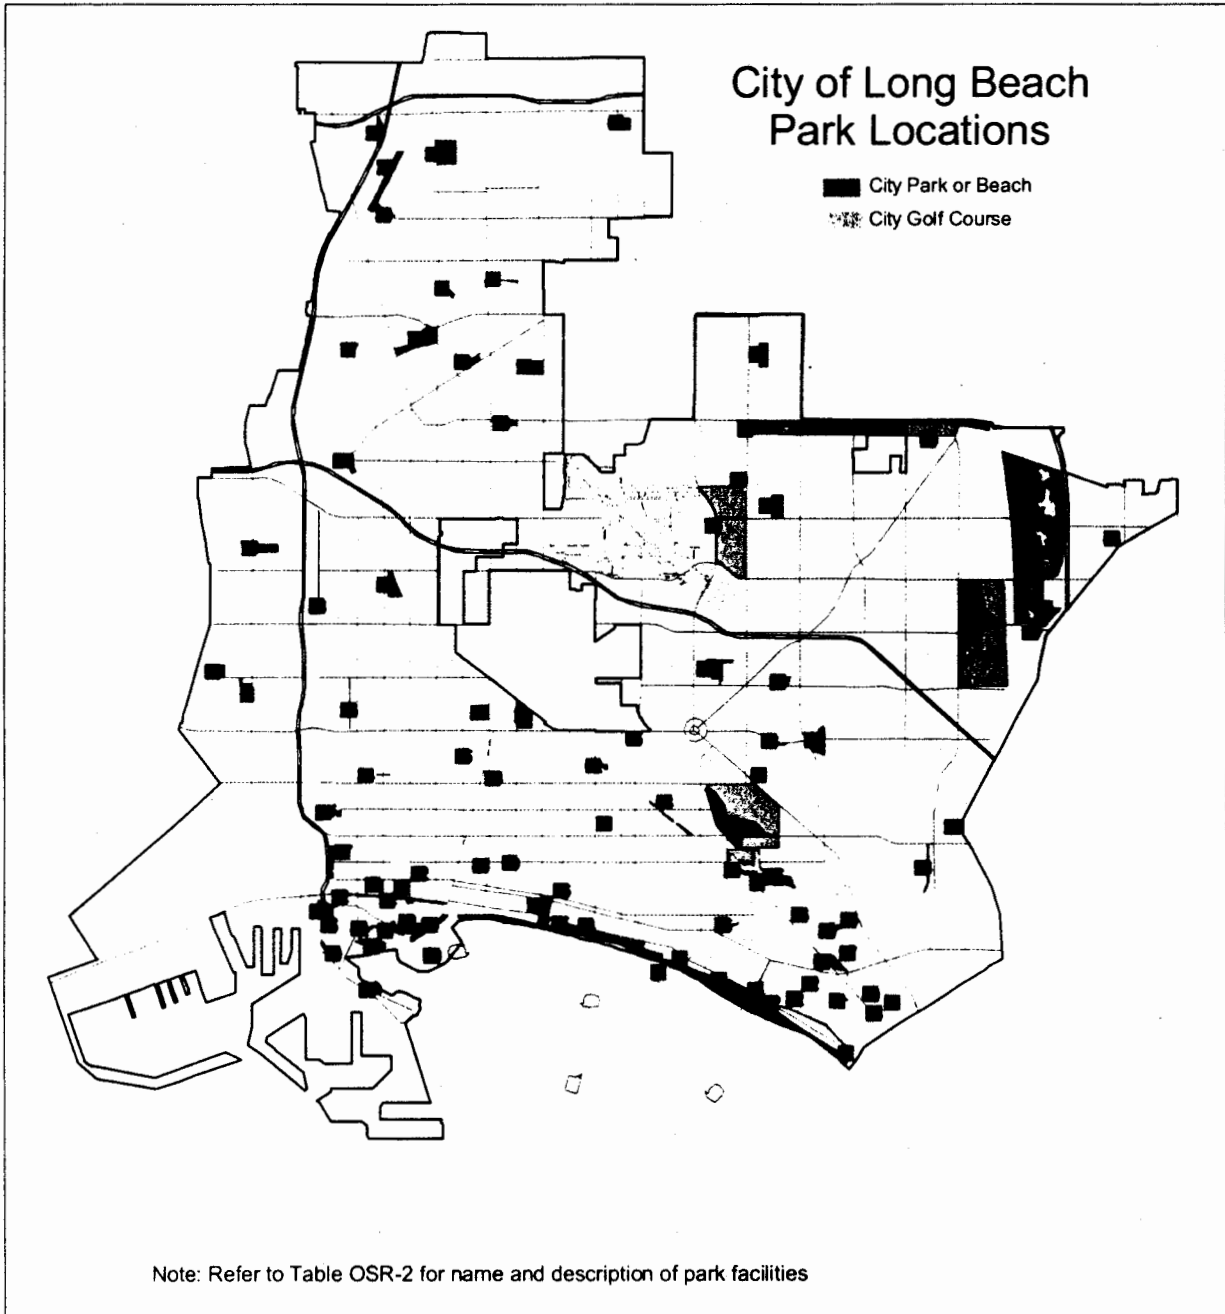 City of Long Beach
Park Locations
City Park or Beach
City Golf Course
Note: Refer to Table OSR-2 for name and description of park facilities